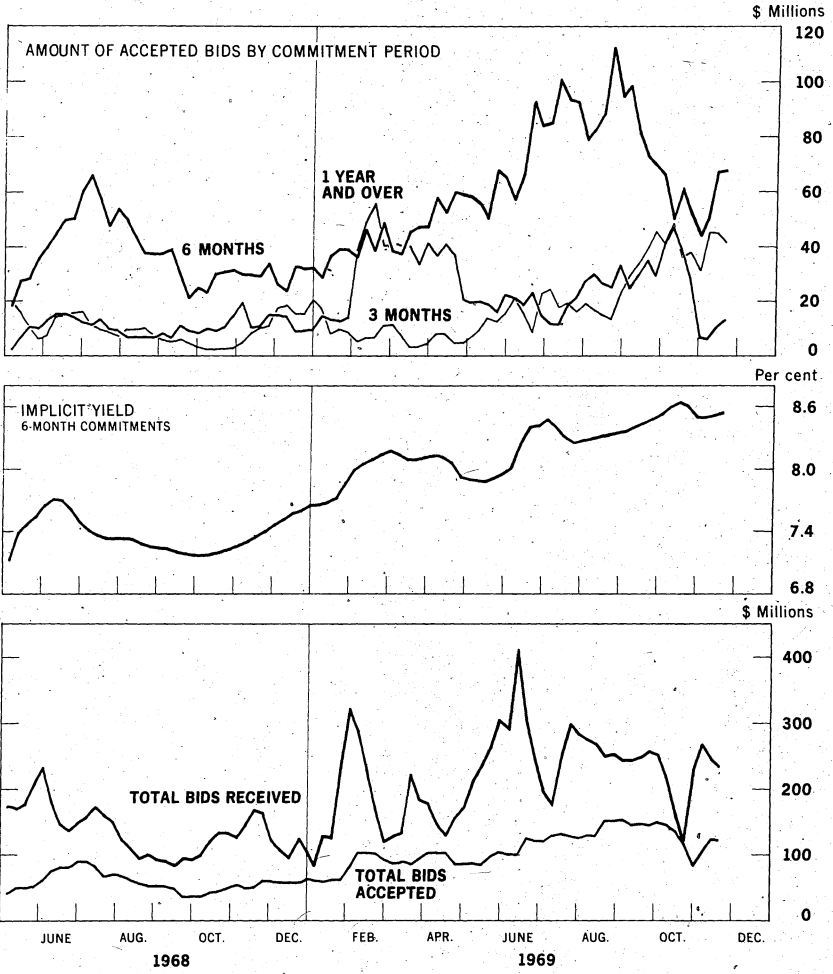 $ Millions
AMOUNT OF ACCEPTED BIDS BY COMMITMENT PERIOD
120
100
80
1 YEAR
AND OVER
60
6 MONTHS
40
3 MONTHS
20
0
Per cent
IMPLICIT YIELD
6-MONTH COMMITMENTS
8.6
8.0
7.4
6.8
$ Millions
400
300
TOTAL BIDS RECEIVED
200
100
TOTAL BIDS
ACCEPTED
0
JUNE AUG. OCT. DEC. FEB. APR. JUNE AUG. OCT. DEC.
1968 1969